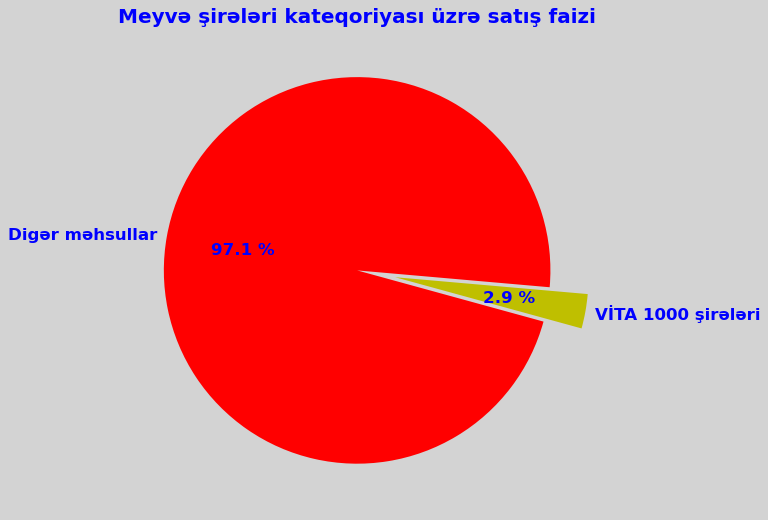 Meyvə şirələri kateqoriyası üzrə satış faizi
Digər məhsullar
97.1 %
2.9 %
VİTA 1000 şirələri